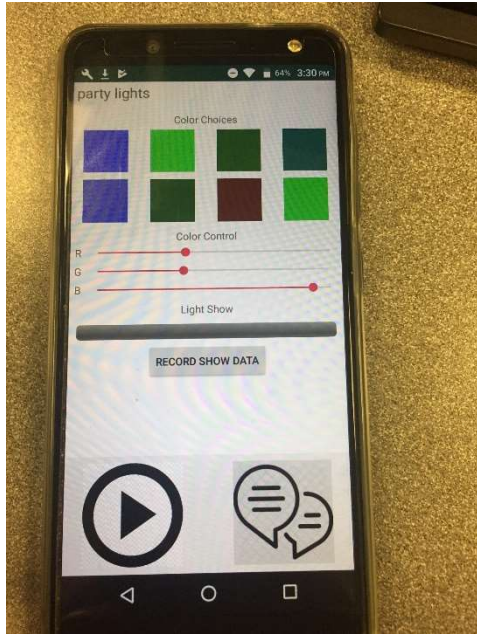 64% 3:30 PM
party lights
Color Choices
Color Control
R
G
B
Light Show
RECORD SHOW DATA